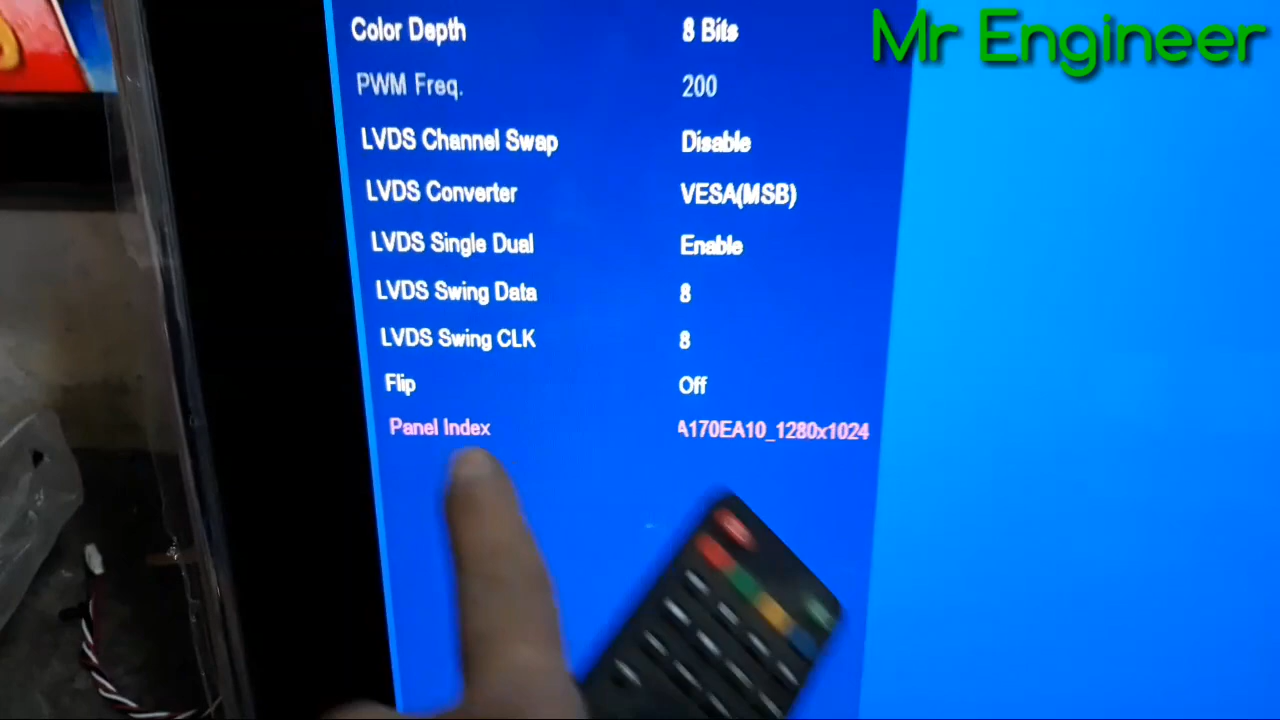 Mr Engineer
Color Depth 8 Bits
PWM Freq. 200
LVDS Channel Swap Disable
LVDS Converter VESA(MSB)
LVDS Single Dual Enable
LVDS Swing Data 8
LVDS Swing CLK 8
Flip Off
Panel Index A170EA10_1280x1024